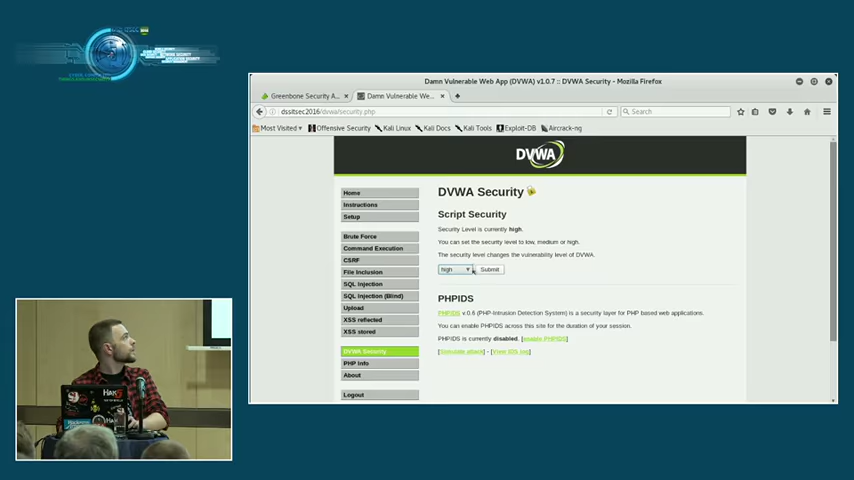 Damn Vulnerable Web App (DVWA) v1.0.7 :: DVWA Security - Mozilla Firefox
Greenbone Security A...
Damn Vulnerable We...
dssitsec2016/dvwa/security.php
Search
Most Visited
Offensive Security
Kali Linux
Kali Docs
Kali Tools
Exploit-DB
Aircrack-ng
DVWA
Home
Instructions
Setup
Brute Force
Command Execution
CSRF
File Inclusion
SQL Injection
SQL Injection (Blind)
Upload
XSS reflected
XSS stored
DVWA Security
PHP Info
About
Logout
DVWA Security
Script Security
Security Level is currently high.
You can set the security level to low, medium or high.
The security level changes the vulnerability level of DVWA.
high
Submit
PHPIDS
PHPIDS v.0.6 (PHP-Intrusion Detection System) is a security layer for PHP based web applications.
You can enable PHPIDS across this site for the duration of your session.
PHPIDS is currently disabled. [enable PHPIDS]
[Simulate attack] - [View IDS log]
HAK5